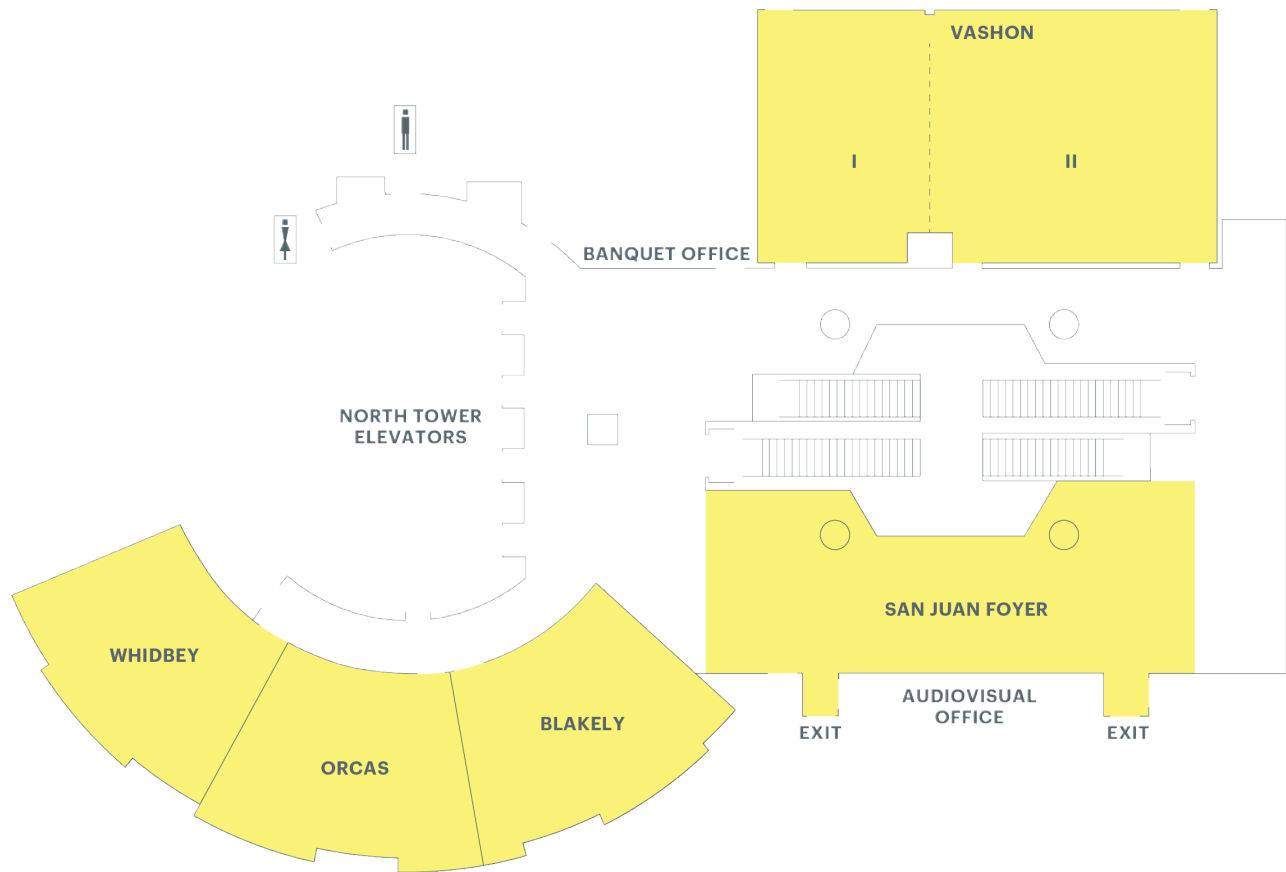 VASHON
I
II
BANQUET OFFICE
NORTH TOWER
ELEVATORS
SAN JUAN FOYER
WHIDBEY
ORCAS
BLAKELY
AUDIOVISUAL
OFFICE
EXIT
EXIT